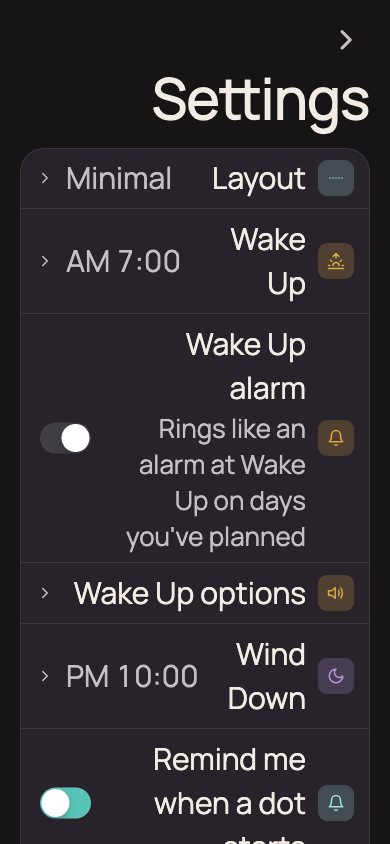 Settings
Layout
Minimal
Wake
Up
AM 7:00
Wake Up
alarm
Rings like an
alarm at Wake
Up on days
you've planned
Wake Up options
Wind
Down
PM 10:00
Remind me
when a dot
starts